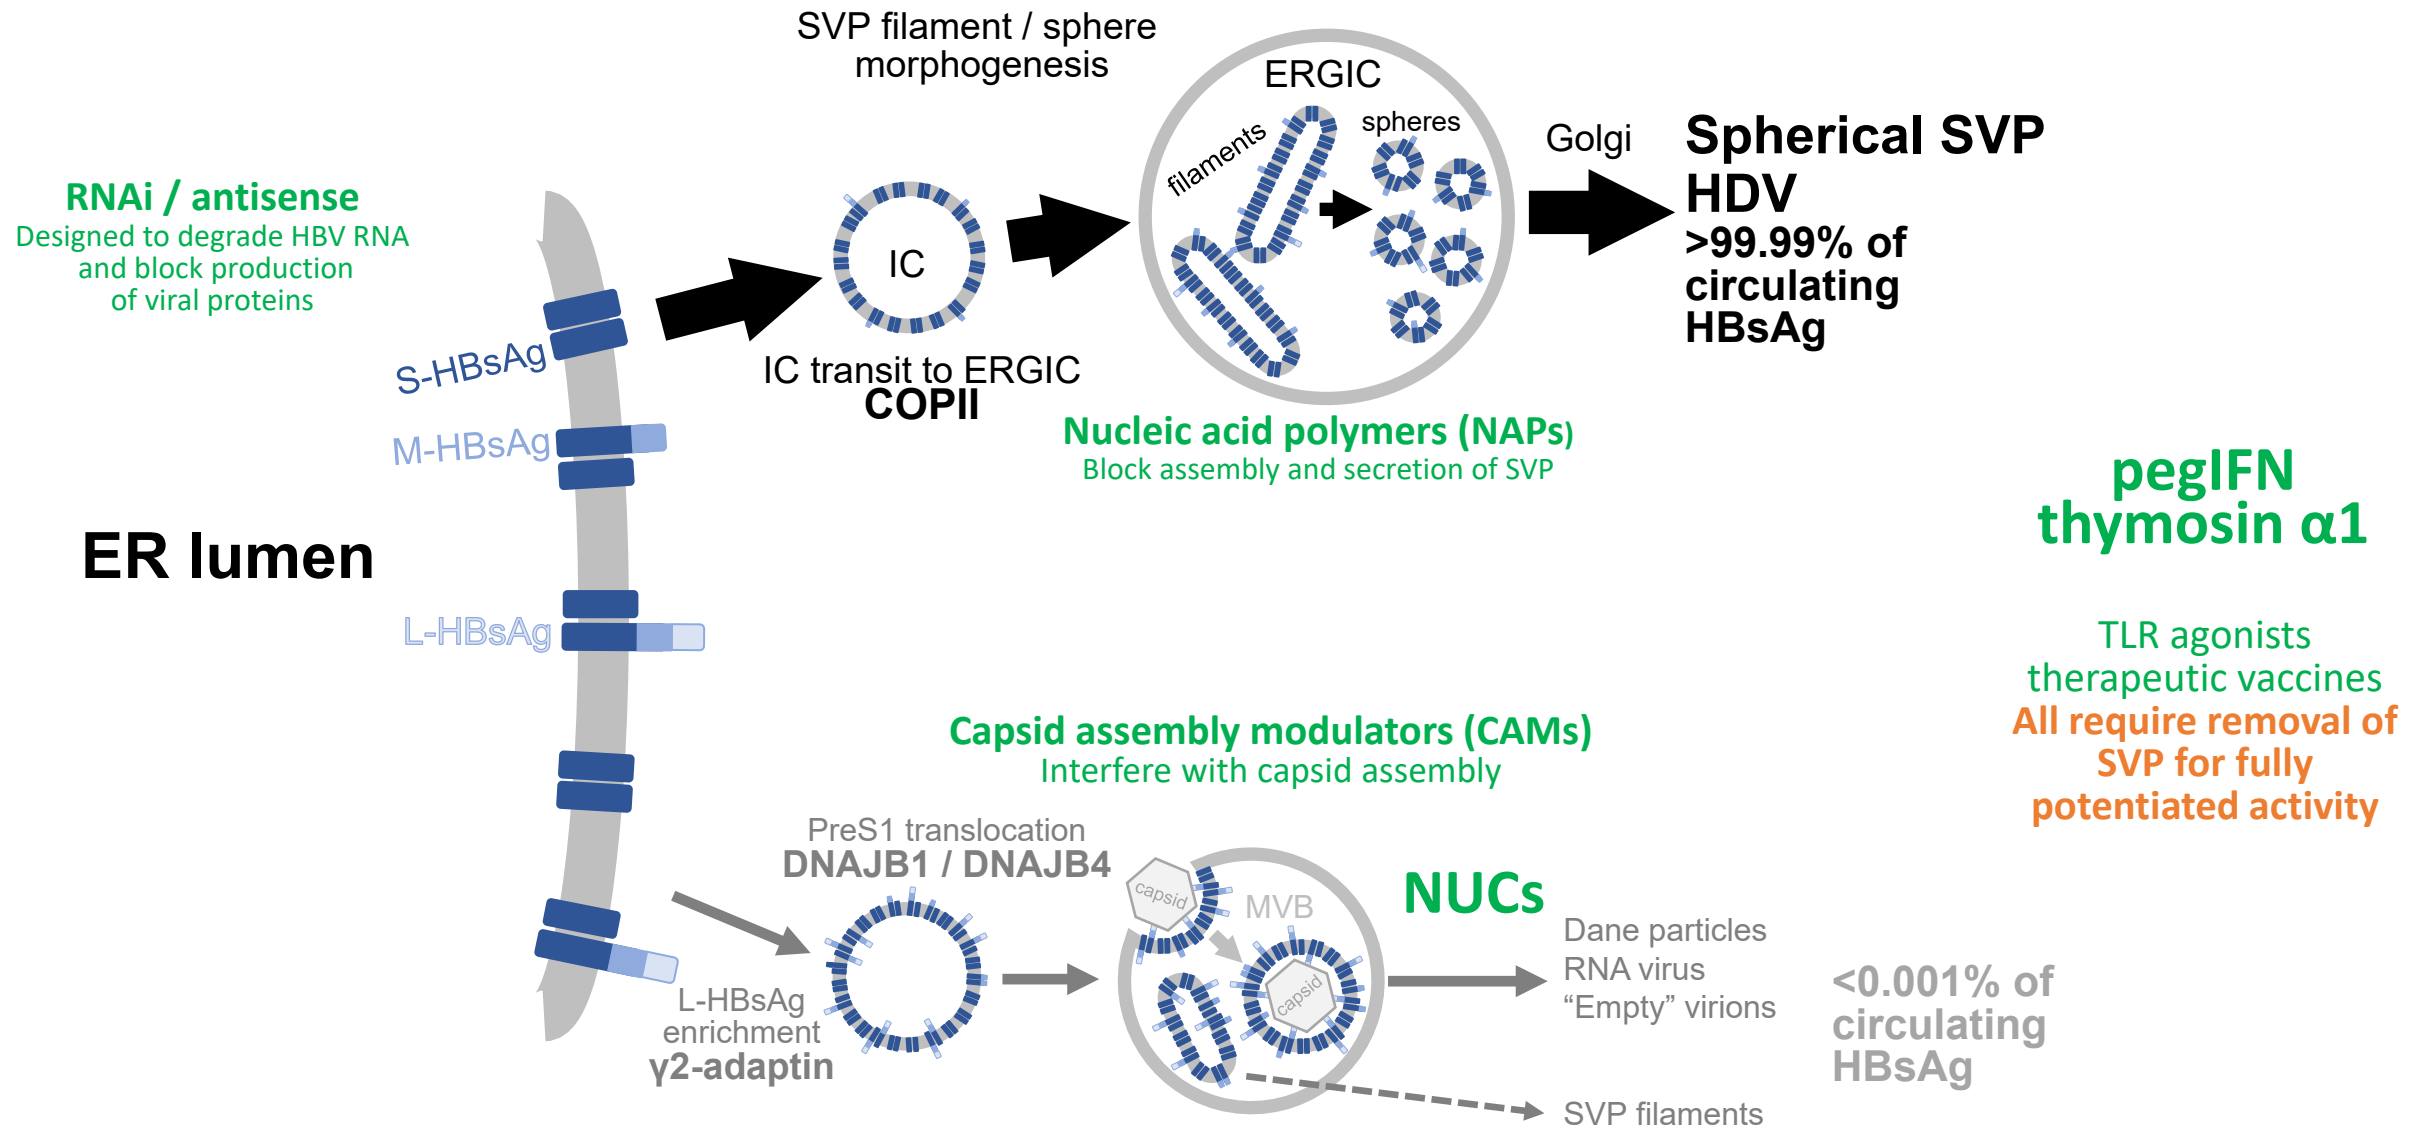 SVP filament / sphere
morphogenesis
ERGIC
filaments
spheres
Golgi
Spherical SVP
HDV
>99.99% of
circulating
HBsAg
RNAi / antisense
Designed to degrade HBV RNA
and block production
of viral proteins
IC
IC transit to ERGIC
COPII
S-HBsAg
M-HBsAg
L-HBsAg
ER lumen
Nucleic acid polymers (NAPs)
Block assembly and secretion of SVP
pegIFN
thymosin α1
TLR agonists
therapeutic vaccines
All require removal of
SVP for fully
potentiated activity
Capsid assembly modulators (CAMs)
Interfere with capsid assembly
PreS1 translocation
DNAJB1 / DNAJB4
L-HBsAg
enrichment
γ2-adaptin
capsid
MVB
capsid
NUCs
Dane particles
RNA virus
“Empty” virions
<0.001% of
circulating
HBsAg
SVP filaments